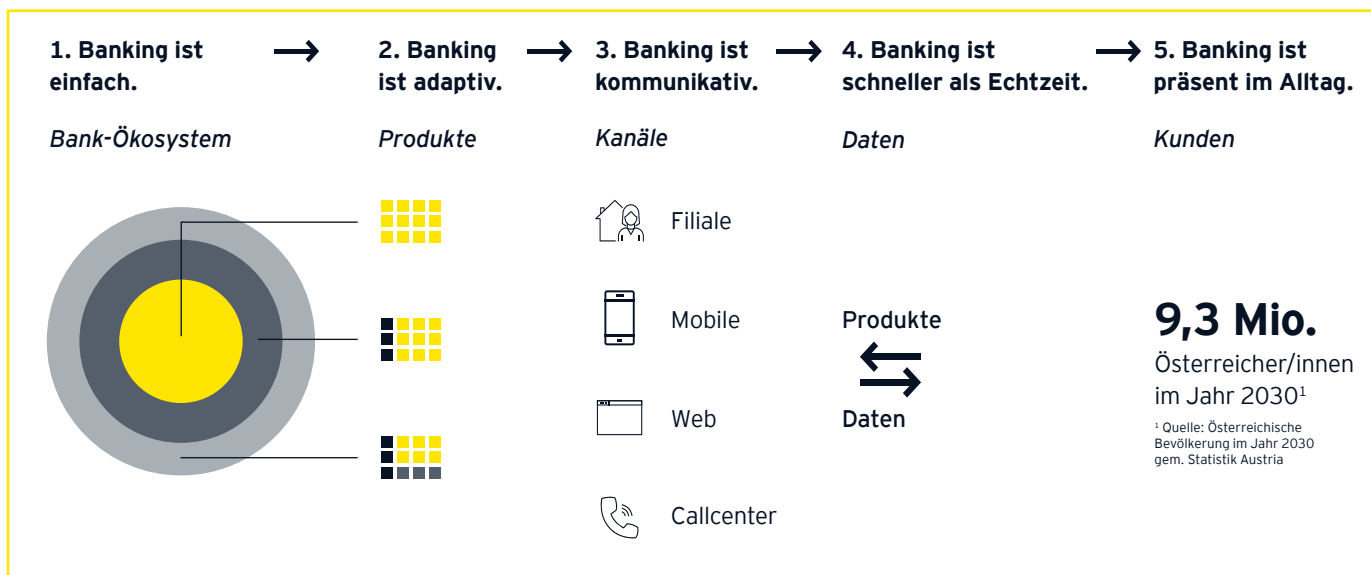 1. Banking ist
einfach.
Bank-Ökosystem
2. Banking
ist adaptiv.
Produkte
3. Banking ist
kommunikativ.
Kanäle
Filiale
Mobile
Web
Callcenter
4. Banking ist
schneller als Echtzeit.
Daten
Produkte
Daten
5. Banking ist
präsent im Alltag.
Kunden
9,3 Mio.
Österreicher/innen
im Jahr 2030¹
¹ Quelle: Österreichische
Bevölkerung im Jahr 2030
gem. Statistik Austria